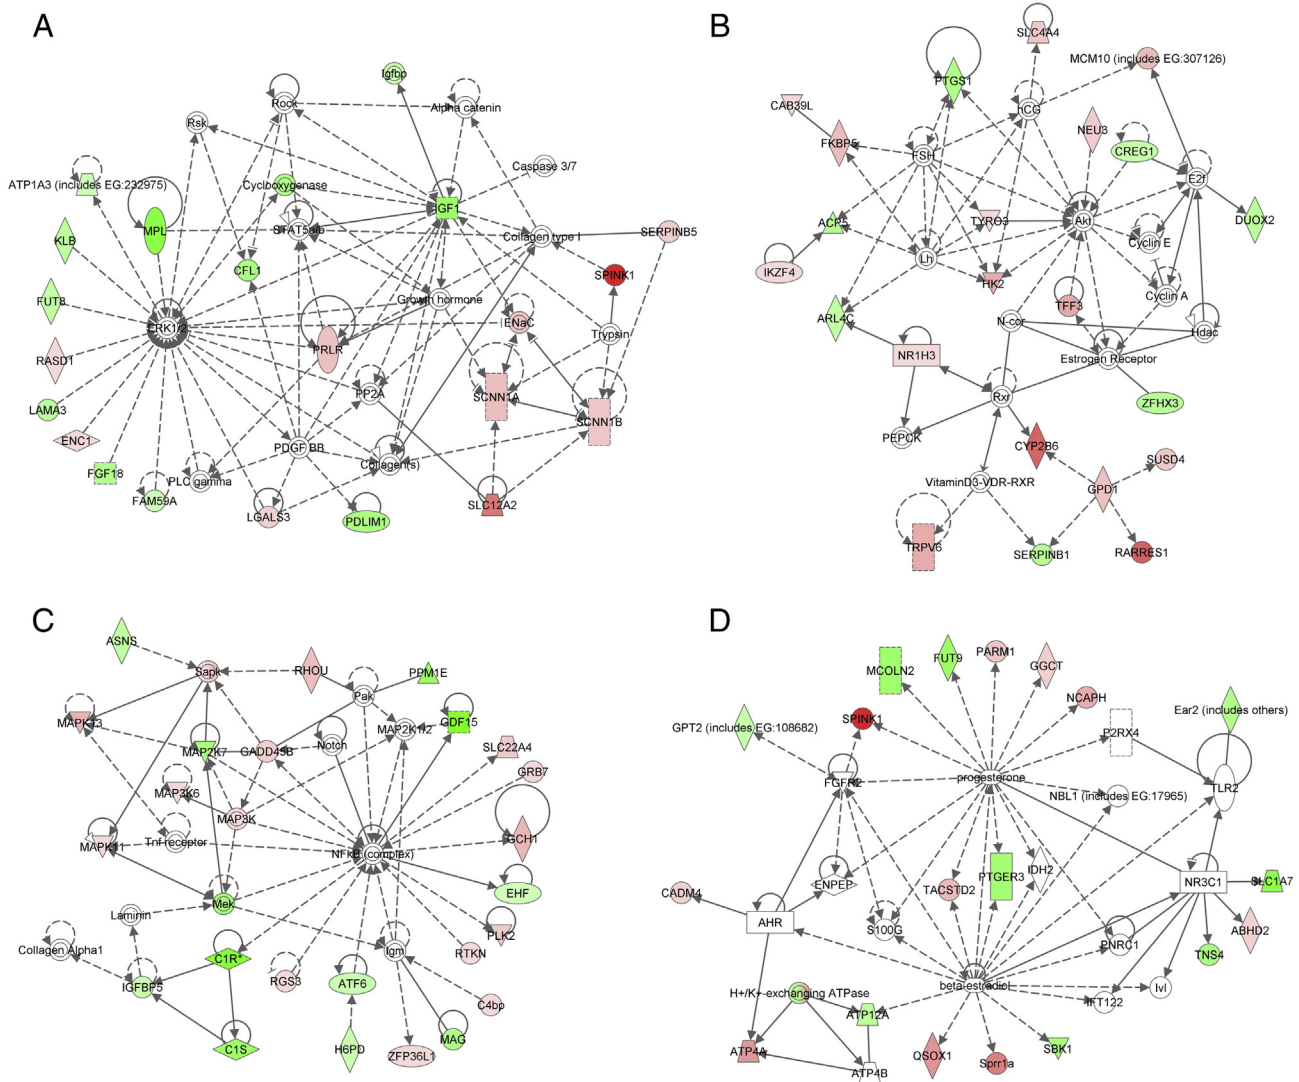 A
Igfbp
Rock
Alpha catenin
Rsk
Caspase 3/7
ATP1A3 (includes EG:232975)
Cyclooxygenase
IGF1
MPL
STAT5a/b
Collagen type I
SERPINB5
KLB
CFL1
SPINK1
FUT8
Growth hormone
ERK1/2
ENaC
Trypsin
RASD1
PRLR
LAMA3
PP2A
SCNN1A
SCNN1B
ENC1
PDGF BB
FGF18
PLC gamma
Collagen(s)
FAM59A
LGALS3
PDLIM1
SLC12A2
B
SLC4A4
MCM10 (includes EG:307126)
PTGS1
CAB39L
hCG
NEU3
FKBP5
FSH
CREG1
E2f
ACP5
TYRO3
Akt
DUOX2
Cyclin E
IKZF4
Lh
HK2
Cyclin A
ARL4C
TFF3
N-cor
Hdac
NR1H3
Estrogen Receptor
Rxr
ZFHX3
PEPCK
CYP2B6
SUSD4
VitaminD3-VDR-RXR
GPD1
TRPV6
SERPINB1
RARRES1
C
ASNS
Sapk
RHOU
PPM1E
Pak
MAPK13
MAP2K1/2
GDF15
MAP2K7
GADD45B
Notch
SLC22A4
GRB7
MAP3K6
MAP3K
MAPK11
Tnf receptor
NFkB (complex)
GCH1
EHF
Mek
Laminin
PLK2
Collagen Alpha1
Igm
RTKN
C1R*
IGFBP5
RGS3
ATF6
C4bp
C1S
H6PD
ZFP36L1
MAG
D
FUT9
PARM1
MCOLN2
GGCT
NCAPH
Ear2 (includes others)
GPT2 (includes EG:108682)
SPINK1
P2RX4
progesterone
FGFR2
TLR2
NBL1 (includes EG:17965)
CADM4
ENPEP
TACSTD2
PTGER3
IDH2
NR3C1
SLC1A7
AHR
S100G
PNRC1
ABHD2
TNS4
H+/K+-exchanging ATPase
beta-estradiol
Ivl
IFT122
ATP12A
ATP4A
QSOX1
Sprr1a
SBK1
ATP4B